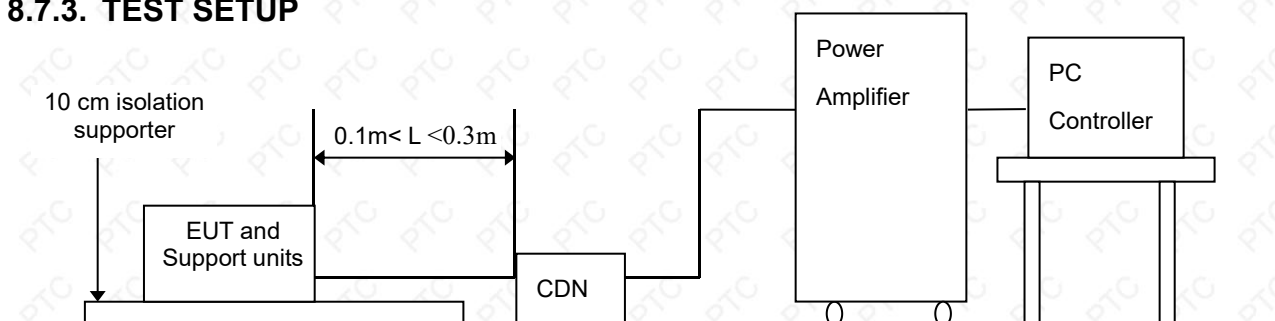 8.7.3. TEST SETUP
10 cm isolation
supporter
0.1m< L <0.3m
EUT and
Support units
CDN
Power
Amplifier
PC
Controller